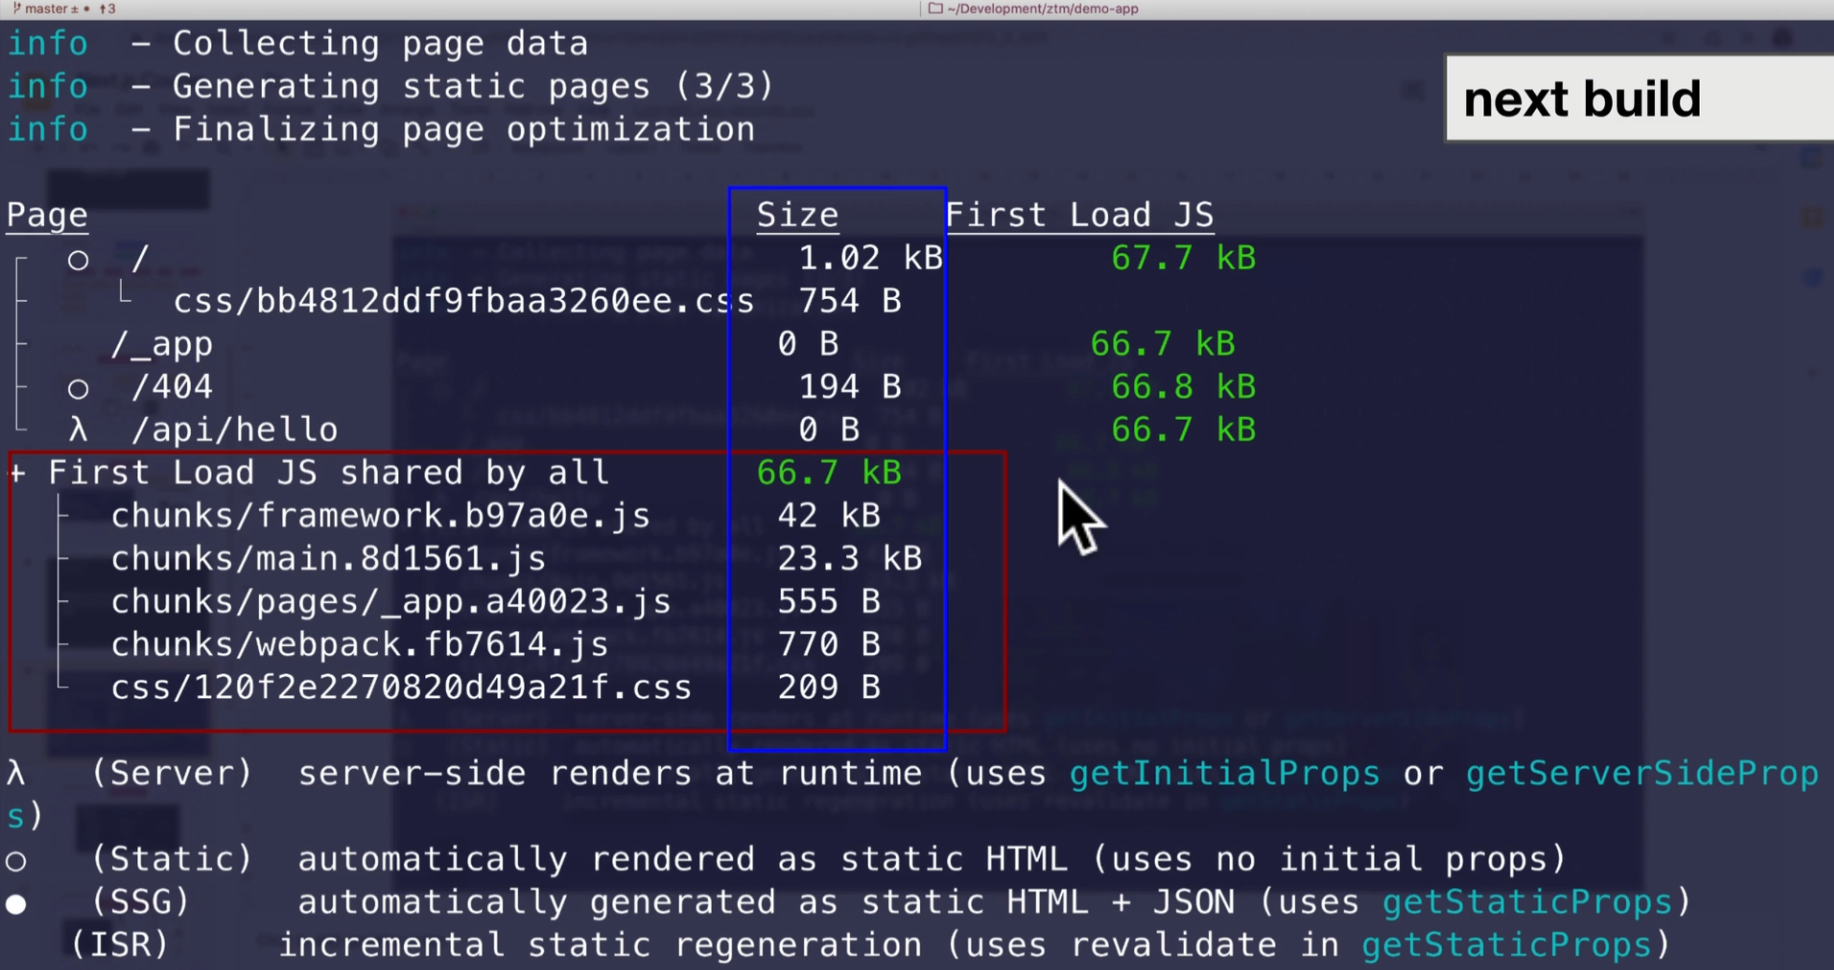 master ± • ↑3
~/Development/ztm/demo-app
info – Collecting page data
info – Generating static pages (3/3)
info – Finalizing page optimization
next build
Page Size First Load JS
┌ ○ / 1.02 kB 67.7 kB
├ └ css/bb4812ddf9fbaa3260ee.css 754 B
├ /_app 0 B 66.7 kB
├ ○ /404 194 B 66.8 kB
└ λ /api/hello 0 B 66.7 kB
+ First Load JS shared by all 66.7 kB
├ chunks/framework.b97a0e.js 42 kB
├ chunks/main.8d1561.js 23.3 kB
├ chunks/pages/_app.a40023.js 555 B
├ chunks/webpack.fb7614.js 770 B
└ css/120f2e2270820d49a21f.css 209 B
λ (Server) server–side renders at runtime (uses getInitialProps or getServerSideProp
s)
○ (Static) automatically rendered as static HTML (uses no initial props)
● (SSG) automatically generated as static HTML + JSON (uses getStaticProps)
(ISR) incremental static regeneration (uses revalidate in getStaticProps)